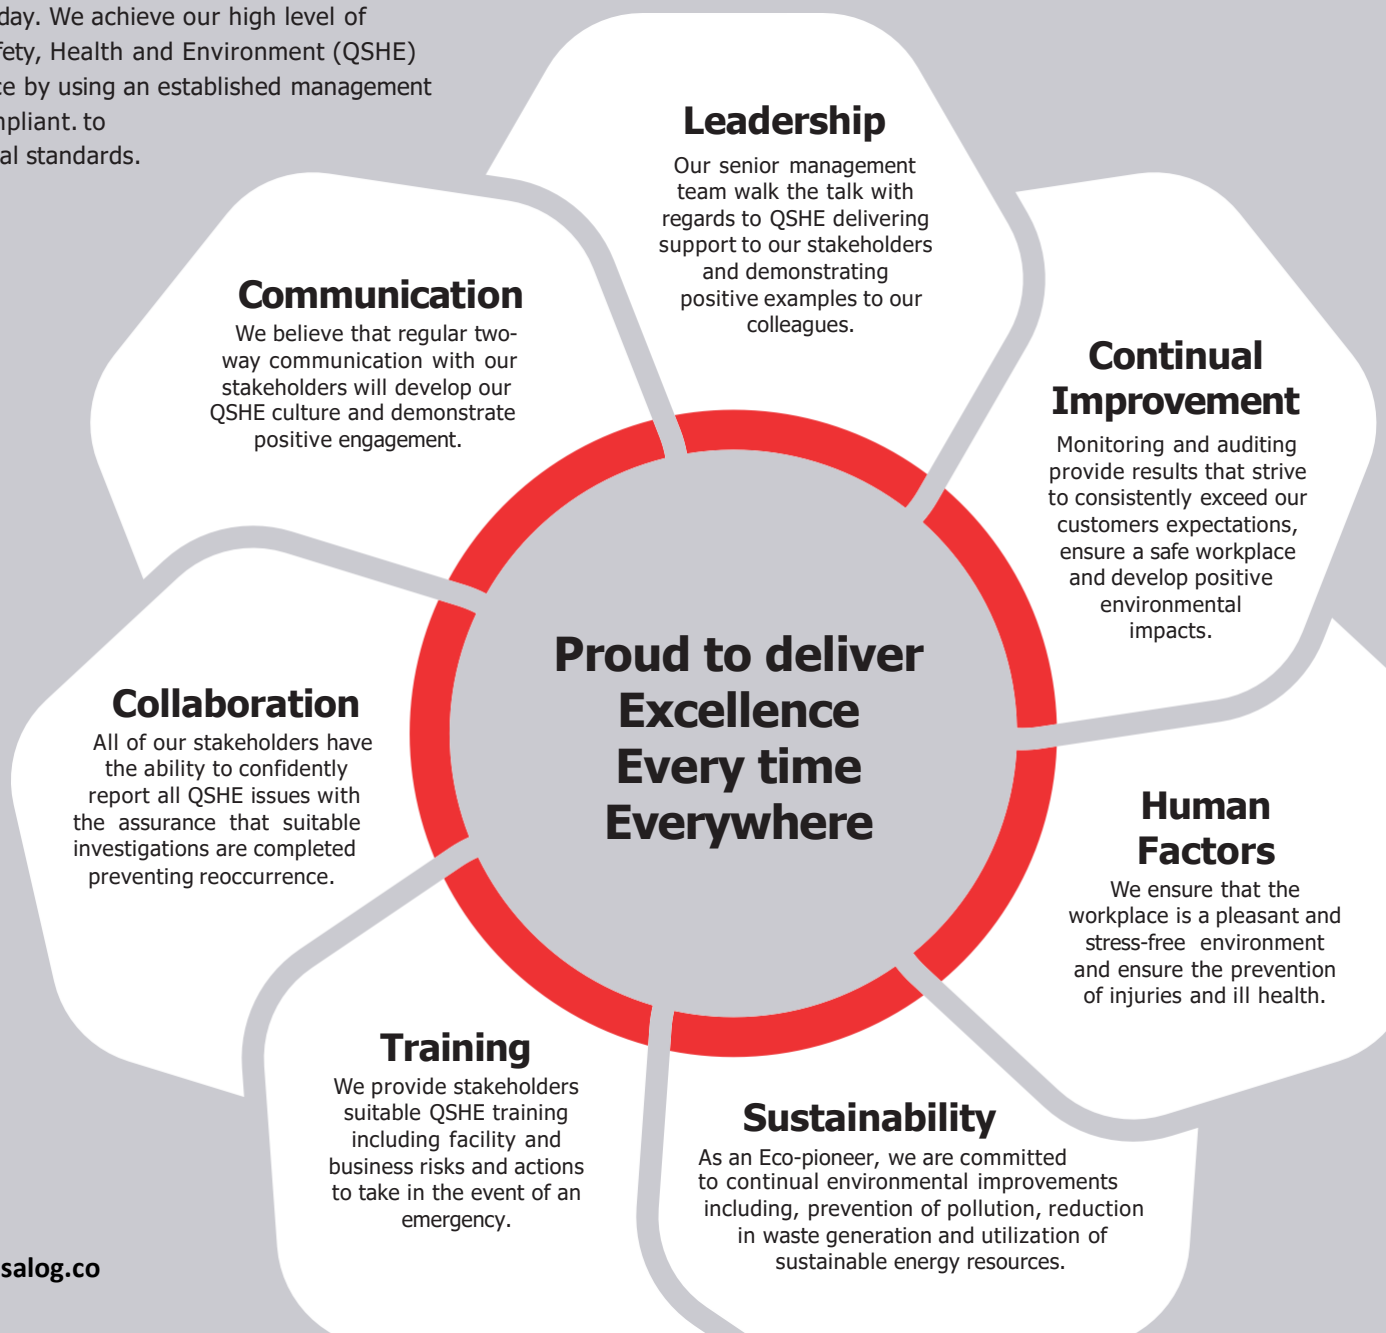 day. We achieve our high level of
fety, Health and Environment (QSHE)
ce by using an established management
mpliant. to
al standards.
Leadership
Our senior management
team walk the talk with
regards to QSHE delivering
support to our stakeholders
and demonstrating
positive examples to our
colleagues.
Communication
We believe that regular two-
way communication with our
stakeholders will develop our
QSHE culture and demonstrate
positive engagement.
Continual
Improvement
Monitoring and auditing
provide results that strive
to consistently exceed our
customers expectations,
ensure a safe workplace
and develop positive
environmental
impacts.
Proud to deliver
Excellence
Every time
Everywhere
Collaboration
All of our stakeholders have
the ability to confidently
report all QSHE issues with
the assurance that suitable
investigations are completed
preventing reoccurrence.
Human
Factors
We ensure that the
workplace is a pleasant and
stress-free environment
and ensure the prevention
of injuries and ill health.
Training
We provide stakeholders
suitable QSHE training
including facility and
business risks and actions
to take in the event of an
emergency.
Sustainability
As an Eco-pioneer, we are committed
to continual environmental improvements
including, prevention of pollution, reduction
in waste generation and utilization of
sustainable energy resources.
salog.co